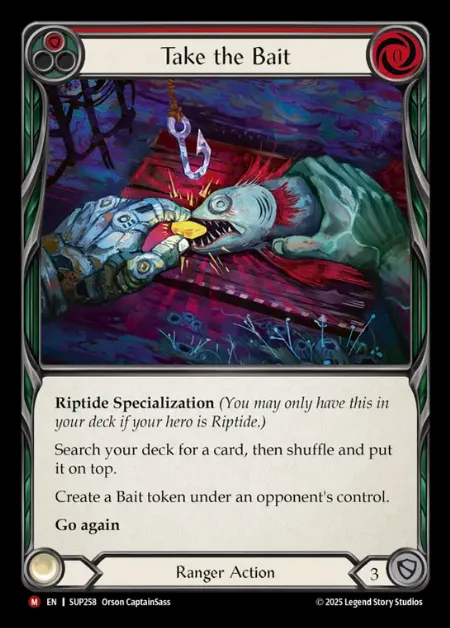 Take the Bait
0
Riptide Specialization (You may only have this in
your deck if your hero is Riptide.)
Search your deck for a card, then shuffle and put
it on top.
Create a Bait token under an opponent's control.
Go again
Ranger Action
3
M EN | SUP258 Orson CaptainSass
© 2025 Legend Story Studios